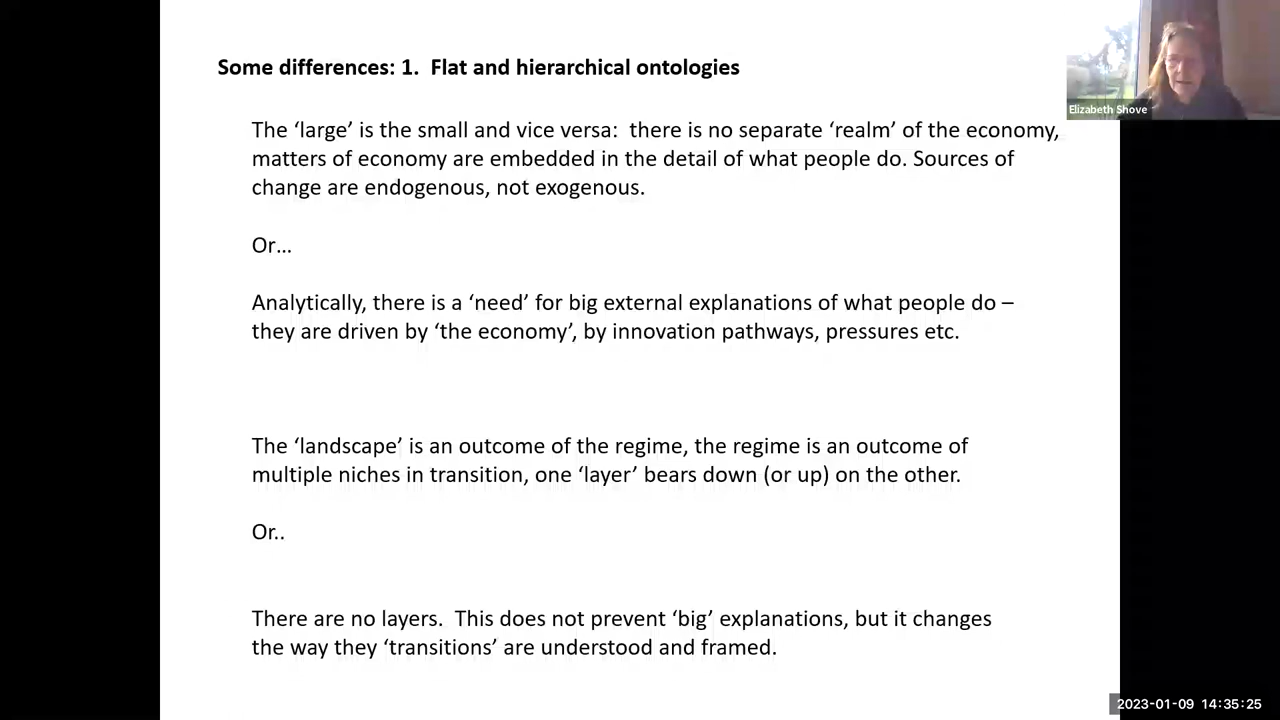 Some differences: 1.  Flat and hierarchical ontologies
Elizabeth Shove
The ‘large’ is the small and vice versa:  there is no separate ‘realm’ of the economy,
matters of economy are embedded in the detail of what people do. Sources of
change are endogenous, not exogenous.
Or…
Analytically, there is a ‘need’ for big external explanations of what people do –
they are driven by ‘the economy’, by innovation pathways, pressures etc.
The ‘landscape’ is an outcome of the regime, the regime is an outcome of
multiple niches in transition, one ‘layer’ bears down (or up) on the other.
Or..
There are no layers.  This does not prevent ‘big’ explanations, but it changes
the way they ‘transitions’ are understood and framed.
2023-01-09 14:35:25